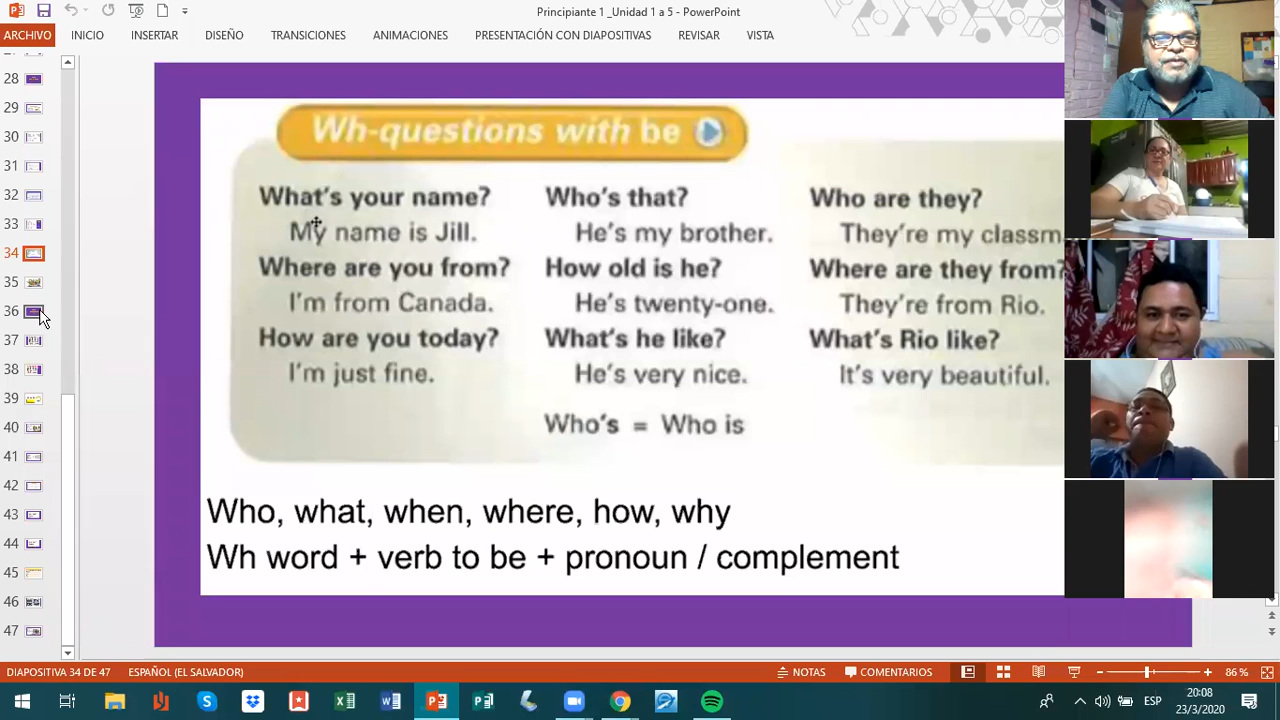 Principiante 1 _Unidad 1 a 5 - PowerPoint
ARCHIVO INICIO INSERTAR DISEÑO TRANSICIONES ANIMACIONES PRESENTACIÓN CON DIAPOSITIVAS REVISAR VISTA
28
29
30
31
32
33
34
35
36
37
38
39
40
41
42
43
44
45
46
47
Wh-questions with be
What's your name?
My name is Jill.
Where are you from?
I'm from Canada.
How are you today?
I'm just fine.
Who's that?
He's my brother.
How old is he?
He's twenty-one.
What's he like?
He's very nice.
Who's = Who is
Who are they?
They're my classm
Where are they from?
They're from Rio.
What's Rio like?
It's very beautiful.
Who, what, when, where, how, why
Wh word + verb to be + pronoun / complement
DIAPOSITIVA 34 DE 47 ESPAÑOL (EL SALVADOR) NOTAS COMENTARIOS 86 %
ESP
20:08
23/3/2020